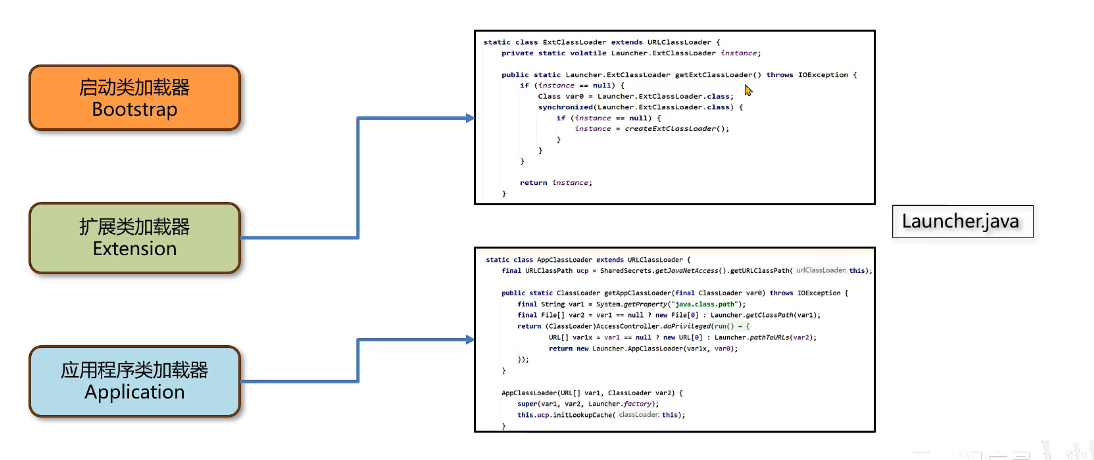 启动类加载器
Bootstrap
扩展类加载器
Extension
应用程序类加载器
Application
static class ExtClassLoader extends URLClassLoader {
private static volatile Launcher.ExtClassLoader instance;
public static Launcher.ExtClassLoader getExtClassLoader() throws IOException {
if (instance == null) {
Class var0 = Launcher.ExtClassLoader.class;
synchronized(Launcher.ExtClassLoader.class) {
if (instance == null) {
instance = createExtClassLoader();
}
}
}
return instance;
}
static class AppClassLoader extends URLClassLoader {
final URLClassPath ucp = SharedSecrets.getJavaNetAccess().getURLClassPath( urlClassLoader: this);
public static ClassLoader getAppClassLoader(final ClassLoader var0) throws IOException {
final String var1 = System.getProperty("java.class.path");
final File[] var2 = var1 == null ? new File[0] : Launcher.getClassPath(var1);
return (ClassLoader)AccessController.doPrivileged(run() → {
URL[] var1x = var1 == null ? new URL[0] : Launcher.pathToURLs(var2);
return new Launcher.AppClassLoader(var1x, var0);
});
}
AppClassLoader(URL[] var1, ClassLoader var2) {
super(var1, var2, Launcher.factory);
this.ucp.initLookupCache( classLoader: this);
}
Launcher.java